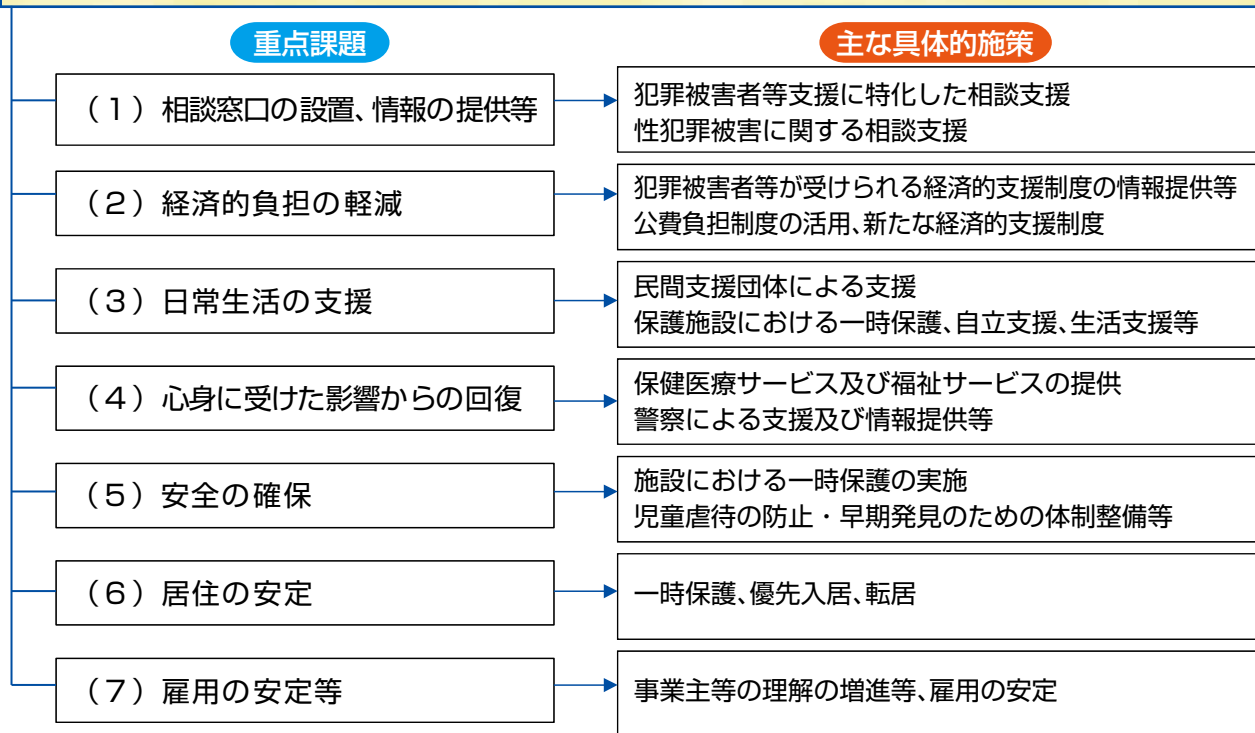 重点課題
主な具体的施策
（1）相談窓口の設置、情報の提供等
犯罪被害者等支援に特化した相談支援
性犯罪被害に関する相談支援
（2）経済的負担の軽減
犯罪被害者等が受けられる経済的支援制度の情報提供等
公費負担制度の活用、新たな経済的支援制度
（3）日常生活の支援
民間支援団体による支援
保護施設における一時保護、自立支援、生活支援等
（4）心身に受けた影響からの回復
保健医療サービス及び福祉サービスの提供
警察による支援及び情報提供等
（5）安全の確保
施設における一時保護の実施
児童虐待の防止・早期発見のための体制整備等
（6）居住の安定
一時保護、優先入居、転居
（7）雇用の安定等
事業主等の理解の増進等、雇用の安定